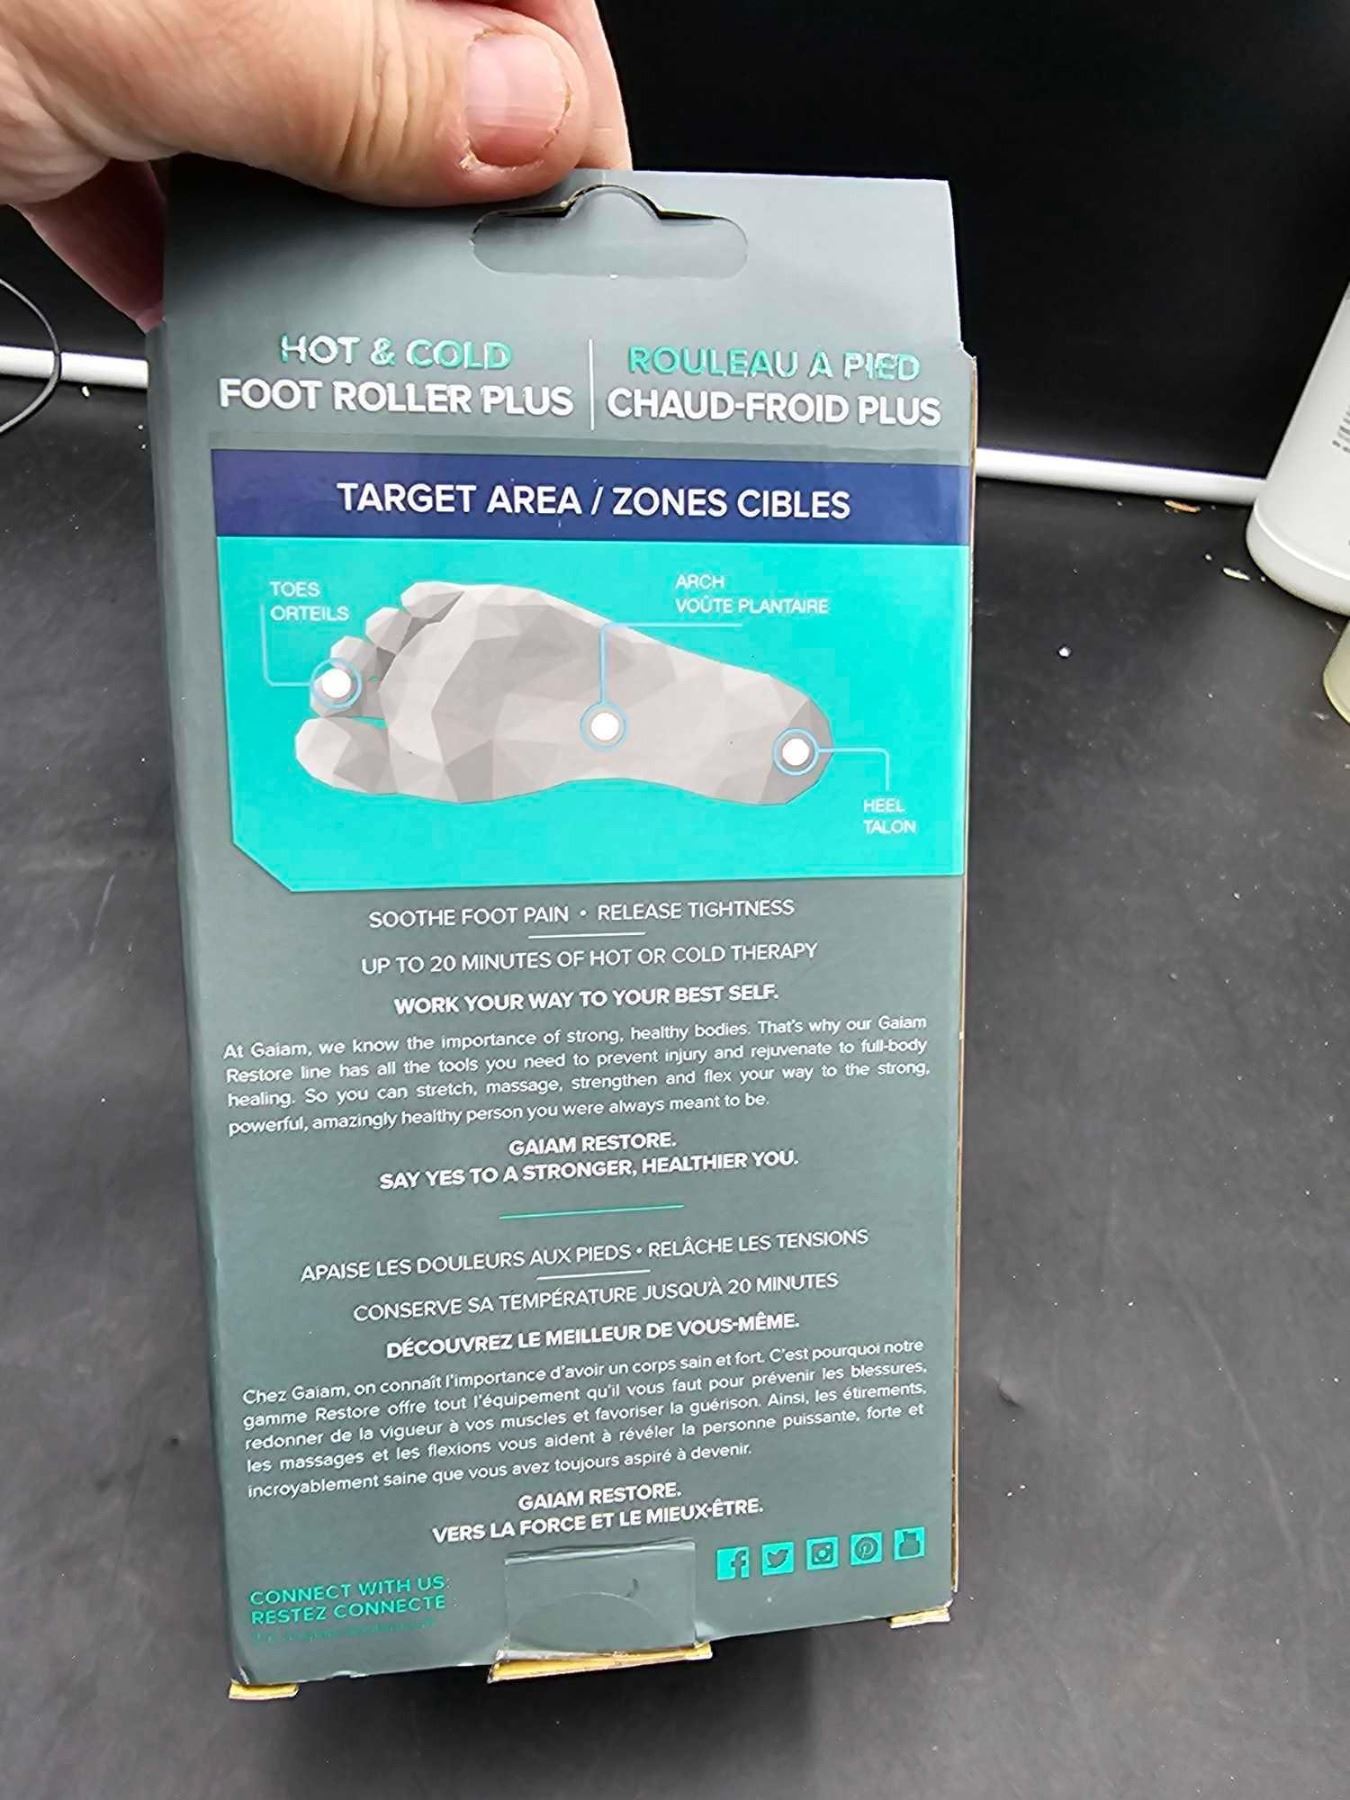 HOT & COLD
FOOT ROLLER PLUS
ROULEAU A PIED
CHAUD-FROID PLUS
TARGET AREA / ZONES CIBLES
TOES
ORTEILS
ARCH
VOÛTE PLANTAIRE
HEEL
TALON
SOOTHE FOOT PAIN • RELEASE TIGHTNESS
UP TO 20 MINUTES OF HOT OR COLD THERAPY
WORK YOUR WAY TO YOUR BEST SELF.
At Gaiam, we know the importance of strong, healthy bodies. That's why our Gaiam
Restore line has all the tools you need to prevent injury and rejuvenate to full-body
healing. So you can stretch, massage, strengthen and flex your way to the strong,
powerful, amazingly healthy person you were always meant to be.
GAIAM RESTORE.
SAY YES TO A STRONGER, HEALTHIER YOU.
APAISE LES DOULEURS AUX PIEDS • RELÂCHE LES TENSIONS
CONSERVE SA TEMPÉRATURE JUSQU'À 20 MINUTES
DÉCOUVREZ LE MEILLEUR DE VOUS-MÊME.
Chez Gaiam, on connaît l'importance d'avoir un corps sain et fort. C'est pourquoi notre
gamme Restore offre tout l'équipement qu'il vous faut pour prévenir les blessures,
redonner de la vigueur à vos muscles et favoriser la guérison. Ainsi, les étirements,
les massages et les flexions vous aident à révéler la personne puissante, forte et
incroyablement saine que vous avez toujours aspiré à devenir.
GAIAM RESTORE.
VERS LA FORCE ET LE MIEUX-ÊTRE.
CONNECT WITH US:
RESTEZ CONNECTE